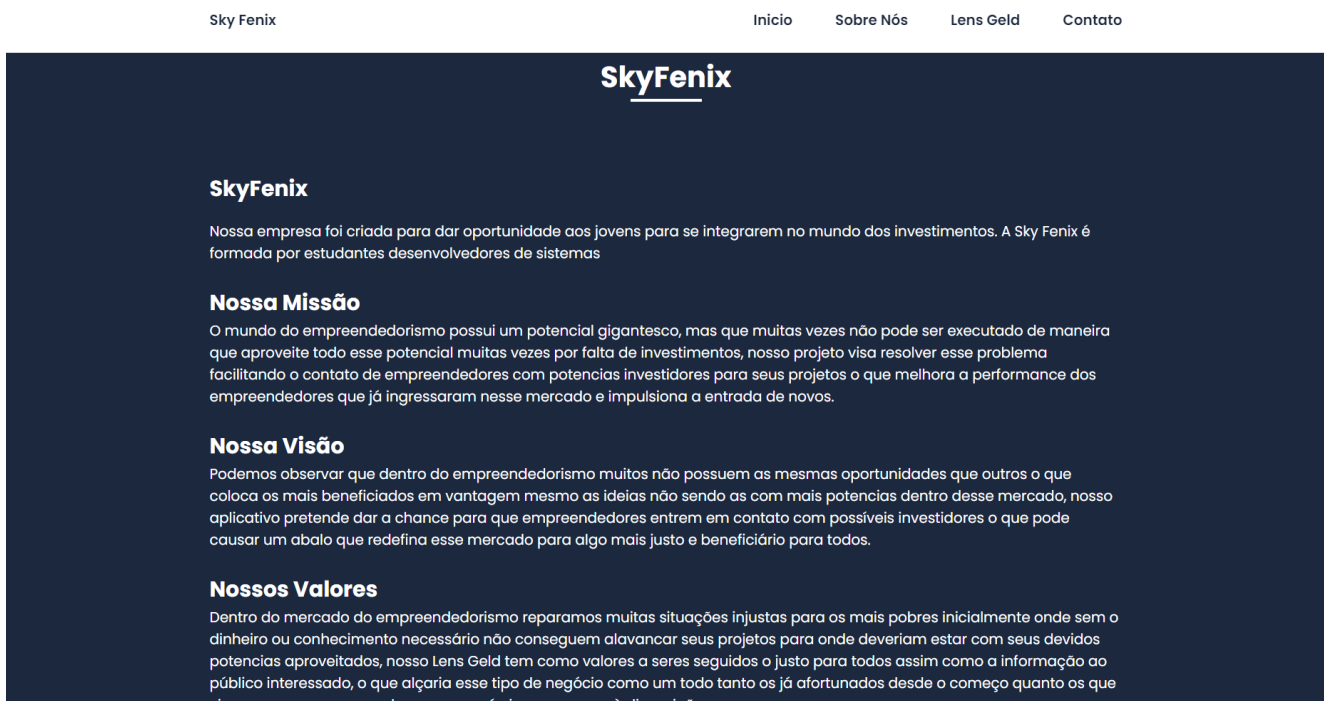 Sky Fenix Inicio Sobre Nós Lens Geld Contato
SkyFenix
SkyFenix
Nossa empresa foi criada para dar oportunidade aos jovens para se integrarem no mundo dos investimentos. A Sky Fenix é
formada por estudantes desenvolvedores de sistemas
Nossa Missão
O mundo do empreendedorismo possui um potencial gigantesco, mas que muitas vezes não pode ser executado de maneira
que aproveite todo esse potencial muitas vezes por falta de investimentos, nosso projeto visa resolver esse problema
facilitando o contato de empreendedores com potencias investidores para seus projetos o que melhora a performance dos
empreendedores que já ingressaram nesse mercado e impulsiona a entrada de novos.
Nossa Visão
Podemos observar que dentro do empreendedorismo muitos não possuem as mesmas oportunidades que outros o que
coloca os mais beneficiados em vantagem mesmo as ideias não sendo as com mais potencias dentro desse mercado, nosso
aplicativo pretende dar a chance para que empreendedores entrem em contato com possíveis investidores o que pode
causar um abalo que redefina esse mercado para algo mais justo e beneficiário para todos.
Nossos Valores
Dentro do mercado do empreendedorismo reparamos muitas situações injustas para os mais pobres inicialmente onde sem o
dinheiro ou conhecimento necessário não conseguem alavancar seus projetos para onde deveriam estar com seus devidos
potencias aproveitados, nosso Lens Geld tem como valores a seres seguidos o justo para todos assim como a informação ao
público interessado, o que alçaria esse tipo de negócio como um todo tanto os já afortunados desde o começo quanto os que